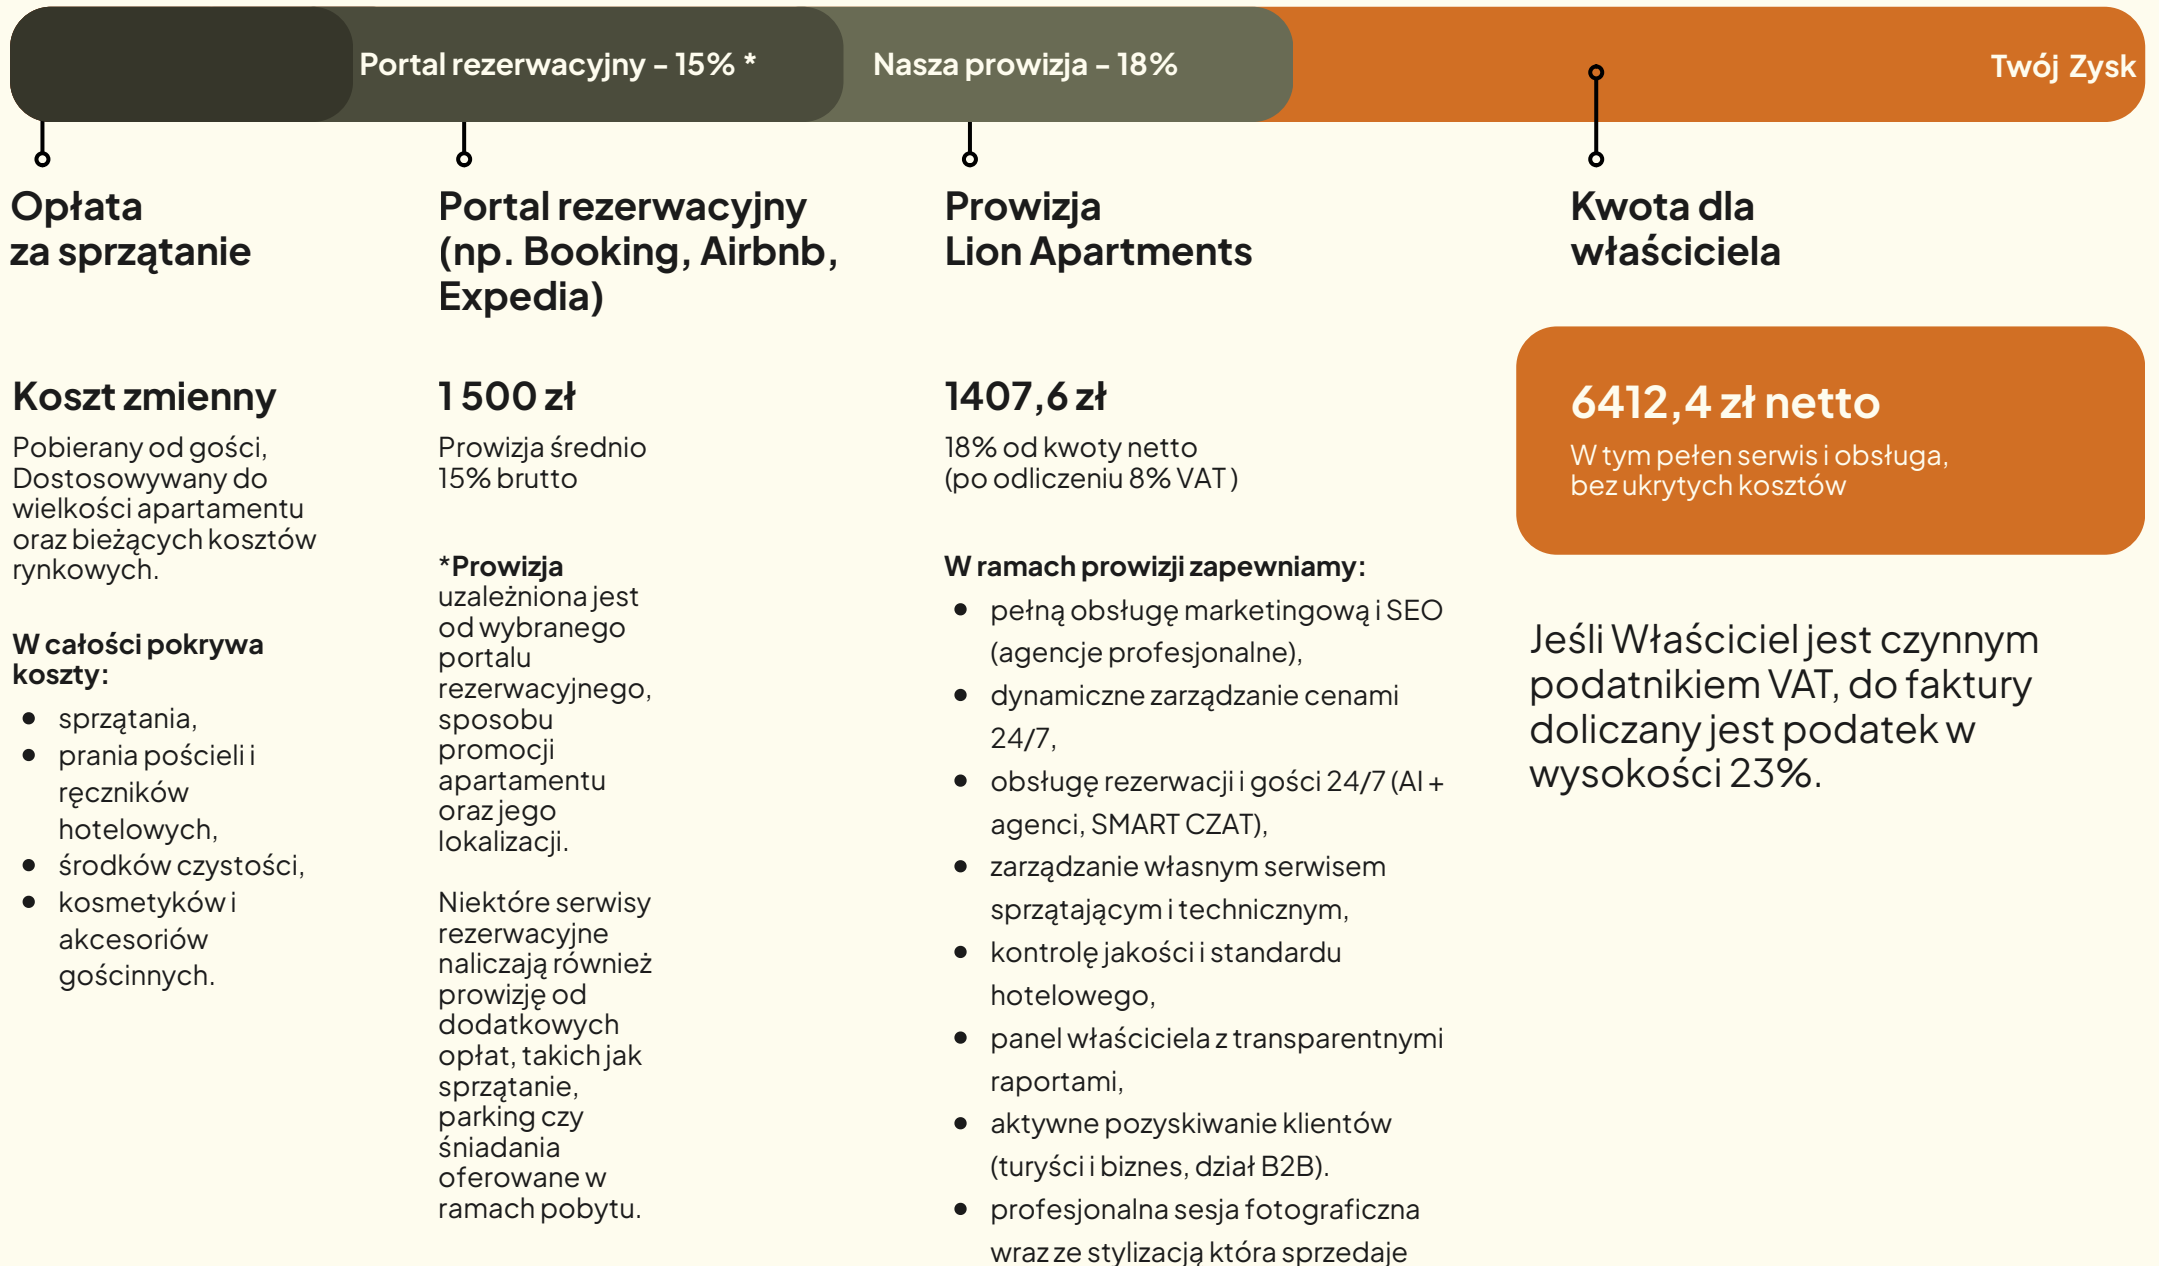 Portal rezerwacyjny - 15% *
Nasza prowizja - 18%
Twój Zysk
Opłata
za sprzątanie
Koszt zmienny
Pobierany od gości,
Dostosowywany do
wielkości apartamentu
oraz bieżących kosztów
rynkowych.
W całości pokrywa
koszty:
sprzątania,
prania pościeli i
ręczników
hotelowych,
środków czystości,
kosmetyków i
akcesoriów
gościnnych.
Portal rezerwacyjny
(np. Booking, Airbnb,
Expedia)
1 500 zł
Prowizja średnio
15% brutto
*Prowizja
uzależniona jest
od wybranego
portalu
rezerwacyjnego,
sposobu
promocji
apartamentu
oraz jego
lokalizacji.
Niektóre serwisy
rezerwacyjne
naliczają również
prowizję od
dodatkowych
opłat, takich jak
sprzątanie,
parking czy
śniadania
oferowane w
ramach pobytu.
Prowizja
Lion Apartments
1407,6 zł
18% od kwoty netto
(po odliczeniu 8% VAT )
W ramach prowizji zapewniamy:
pełną obsługę marketingową i SEO
(agencje profesjonalne),
dynamiczne zarządzanie cenami
24/7,
obsługę rezerwacji i gości 24/7 (AI +
agenci, SMART CZAT),
zarządzanie własnym serwisem
sprzątającym i technicznym,
kontrolę jakości i standardu
hotelowego,
panel właściciela z transparentnymi
raportami,
aktywne pozyskiwanie klientów
(turyści i biznes, dział B2B).
profesjonalna sesja fotograficzna
wraz ze stylizacją która sprzedaje
Kwota dla
właściciela
6412,4 zł netto
W tym pełen serwis i obsługa,
bez ukrytych kosztów
Jeśli Właściciel jest czynnym
podatnikiem VAT, do faktury
doliczany jest podatek w
wysokości 23%.